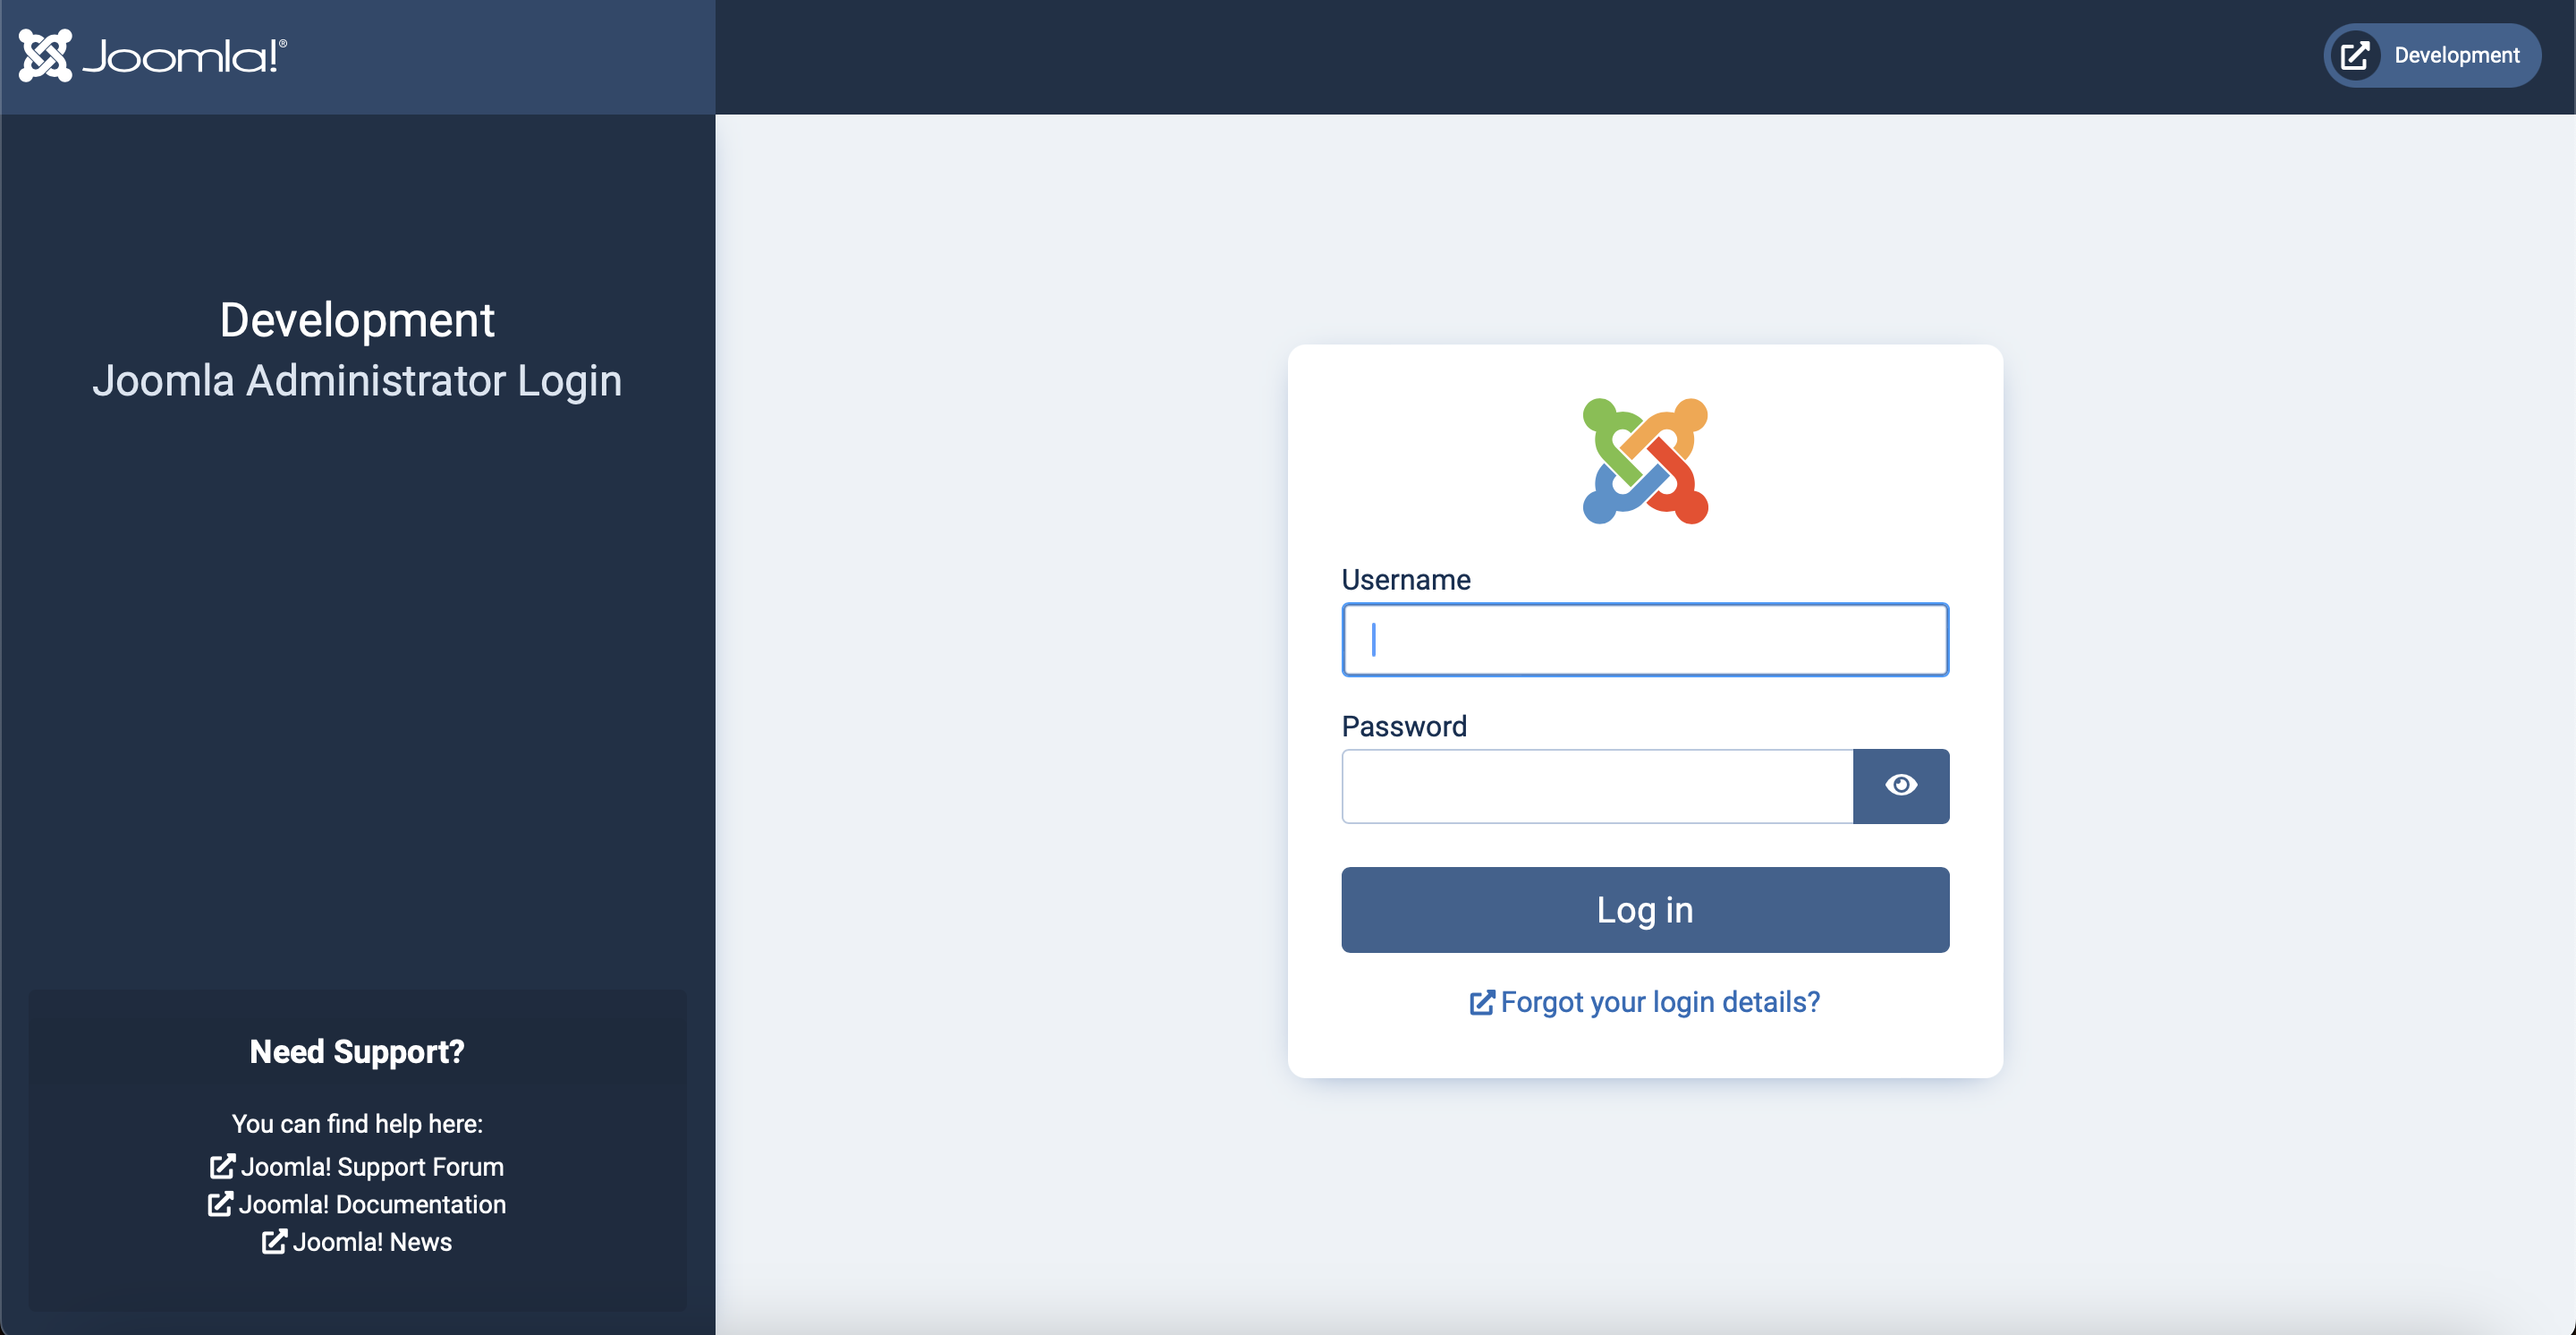 Joomla!®
Development
Development
Joomla Administrator Login
Username
Password
Log in
Forgot your login details?
Need Support?
You can find help here:
Joomla! Support Forum
Joomla! Documentation
Joomla! News